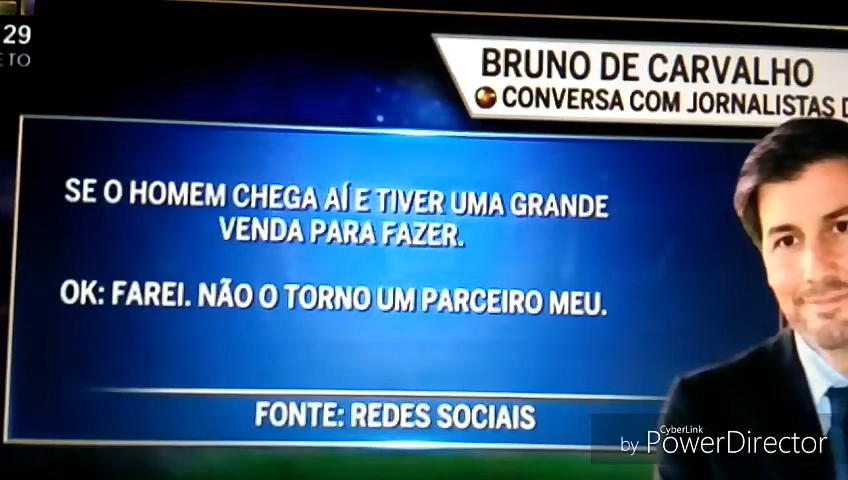 29
ETO
BRUNO DE CARVALHO
CONVERSA COM JORNALISTAS D
SE O HOMEM CHEGA AÍ E TIVER UMA GRANDE
VENDA PARA FAZER.
OK: FAREI. NÃO O TORNO UM PARCEIRO MEU.
FONTE: REDES SOCIAIS
CyberLink
by PowerDirector